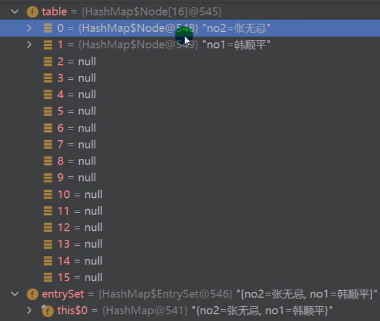 table = {HashMap$Node[16]@545}
0 = {HashMap$Node@548} "no2=张无忌"
1 = {HashMap$Node@549} "no1=韩顺平"
2 = null
3 = null
4 = null
5 = null
6 = null
7 = null
8 = null
9 = null
10 = null
11 = null
12 = null
13 = null
14 = null
15 = null
entrySet = {HashMap$EntrySet@546} "[no2=张无忌, no1=韩顺平]"
this$0 = {HashMap@541} "{no2=张无忌, no1=韩顺平}"